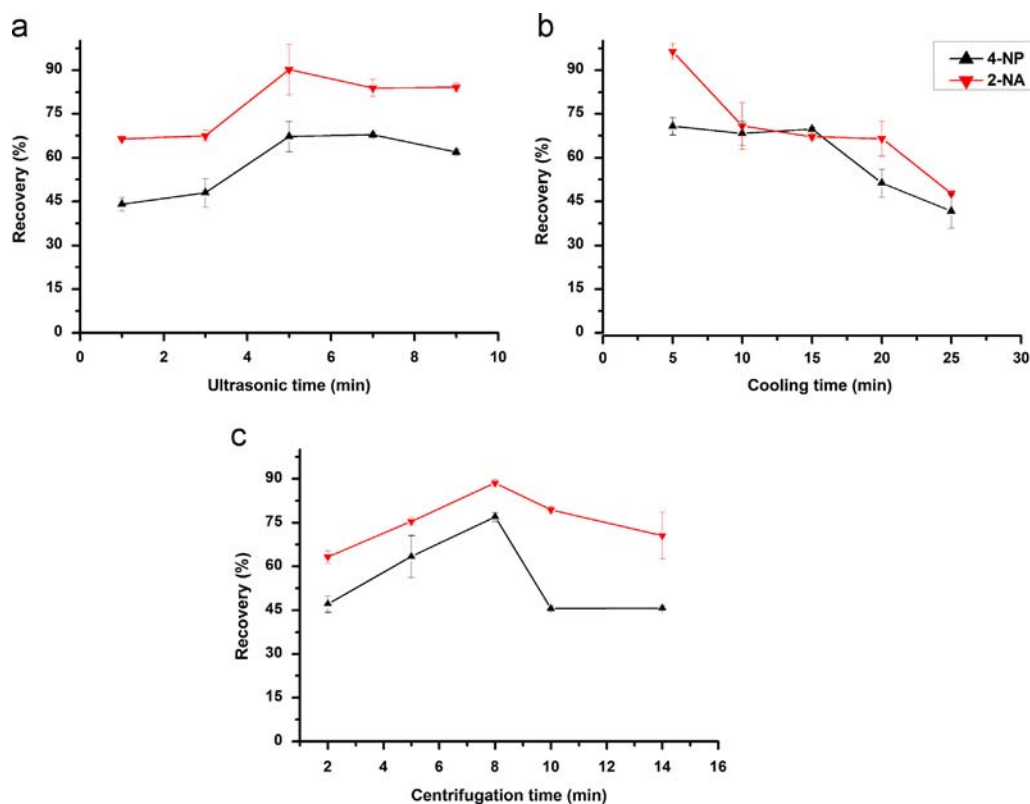 a
90
75
60
45
30
15
0
Recovery (%)
0 2 4 6 8 10
Ultrasonic time (min)
b
4-NP
2-NA
90
75
60
45
30
15
0
Recovery (%)
0 5 10 15 20 25 30
Cooling time (min)
c
90
75
60
45
30
15
0
Recovery (%)
2 4 6 8 10 12 14 16
Centrifugation time (min)